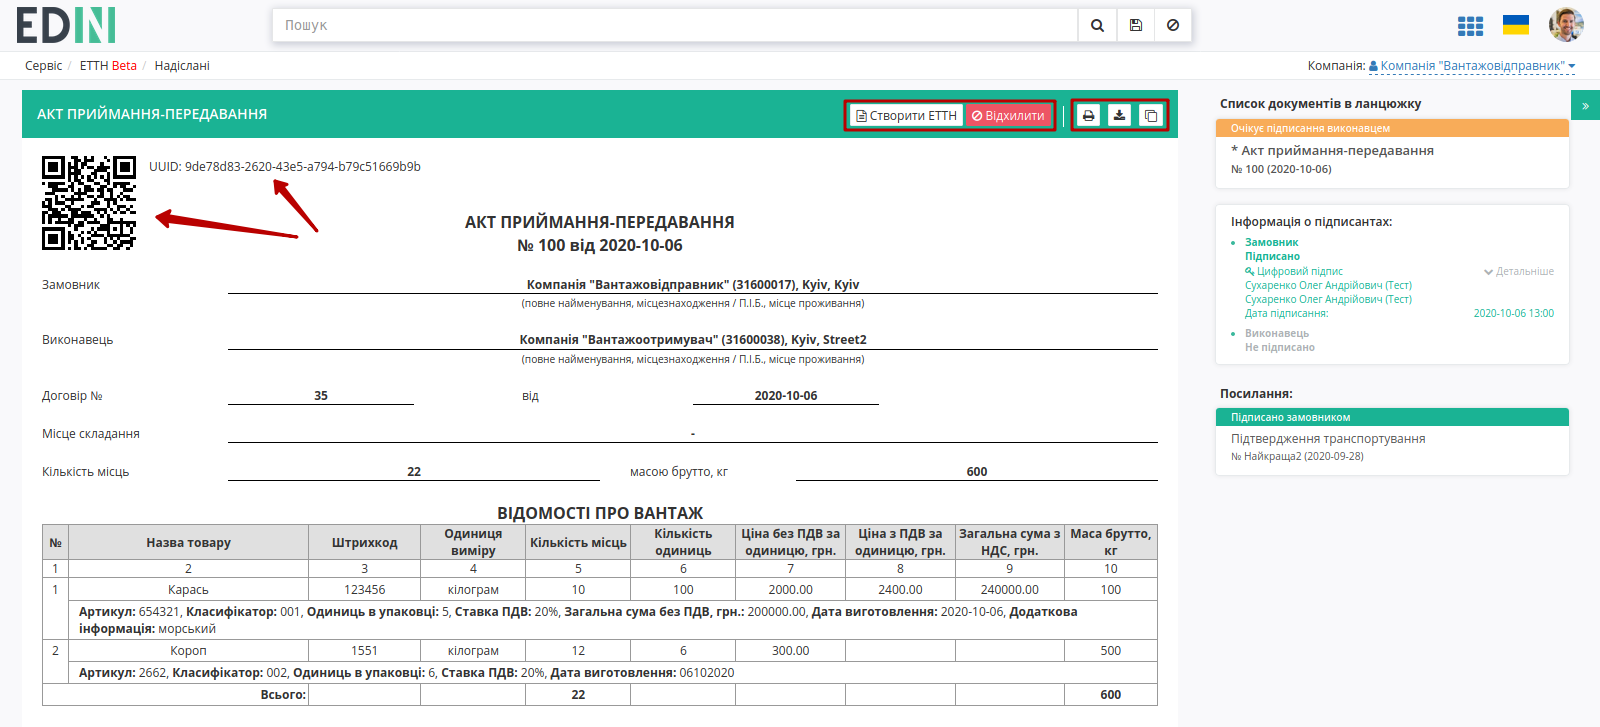 EDIN
Пошук
Сервіс / ЕТТН Beta / Надіслані
Компанія: Компанія "Вантажовідправник"
АКТ ПРИЙМАННЯ-ПЕРЕДАВАННЯ
Створити ЕТТН
Відхилити
UUID: 9de78d83-2620-43e5-a794-b79c51669b9b
АКТ ПРИЙМАННЯ-ПЕРЕДАВАННЯ
№ 100 від 2020-10-06
Замовник Компанія "Вантажовідправник" (31600017), Kyiv, Kyiv
(повне найменування, місцезнаходження / П.І.Б., місце проживання)
Виконавець Компанія "Вантажоотримувач" (31600038), Kyiv, Street2
(повне найменування, місцезнаходження / П.І.Б., місце проживання)
Договір № 35 від 2020-10-06
Місце складання -
Кількість місць 22 масою брутто, кг 600
ВІДОМОСТІ ПРО ВАНТАЖ
№ Назва товару Штрихкод Одиниця виміру Кількість місць Кількість одиниць Ціна без ПДВ за одиницю, грн. Ціна з ПДВ за одиницю, грн. Загальна сума з НДС, грн. Маса брутто, кг
1 2 3 4 5 6 7 8 9 10
1 Карась 123456 кілограм 10 100 2000.00 2400.00 240000.00 100
Артикул: 654321, Класифікатор: 001, Одиниць в упаковці: 5, Ставка ПДВ: 20%, Загальна сума без ПДВ, грн.: 200000.00, Дата виготовлення: 2020-10-06, Додаткова
інформація: морський
2 Короп 1551 кілограм 12 6 300.00 500
Артикул: 2662, Класифікатор: 002, Одиниць в упаковці: 6, Ставка ПДВ: 20%, Дата виготовлення: 06102020
Всього: 22 600
Список документів в ланцюжку
»
Очікує підписання виконавцем
* Акт приймання-передавання
№ 100 (2020-10-06)
Інформація о підписантах:
Замовник
Підписано
Цифровий підпис Детальніше
Сухаренко Олег Андрійович (Тест)
Сухаренко Олег Андрійович (Тест)
Дата підписання: 2020-10-06 13:00
Виконавець
Не підписано
Посилання:
Підписано замовником
Підтвердження транспортування
№ Найкраща2 (2020-09-28)